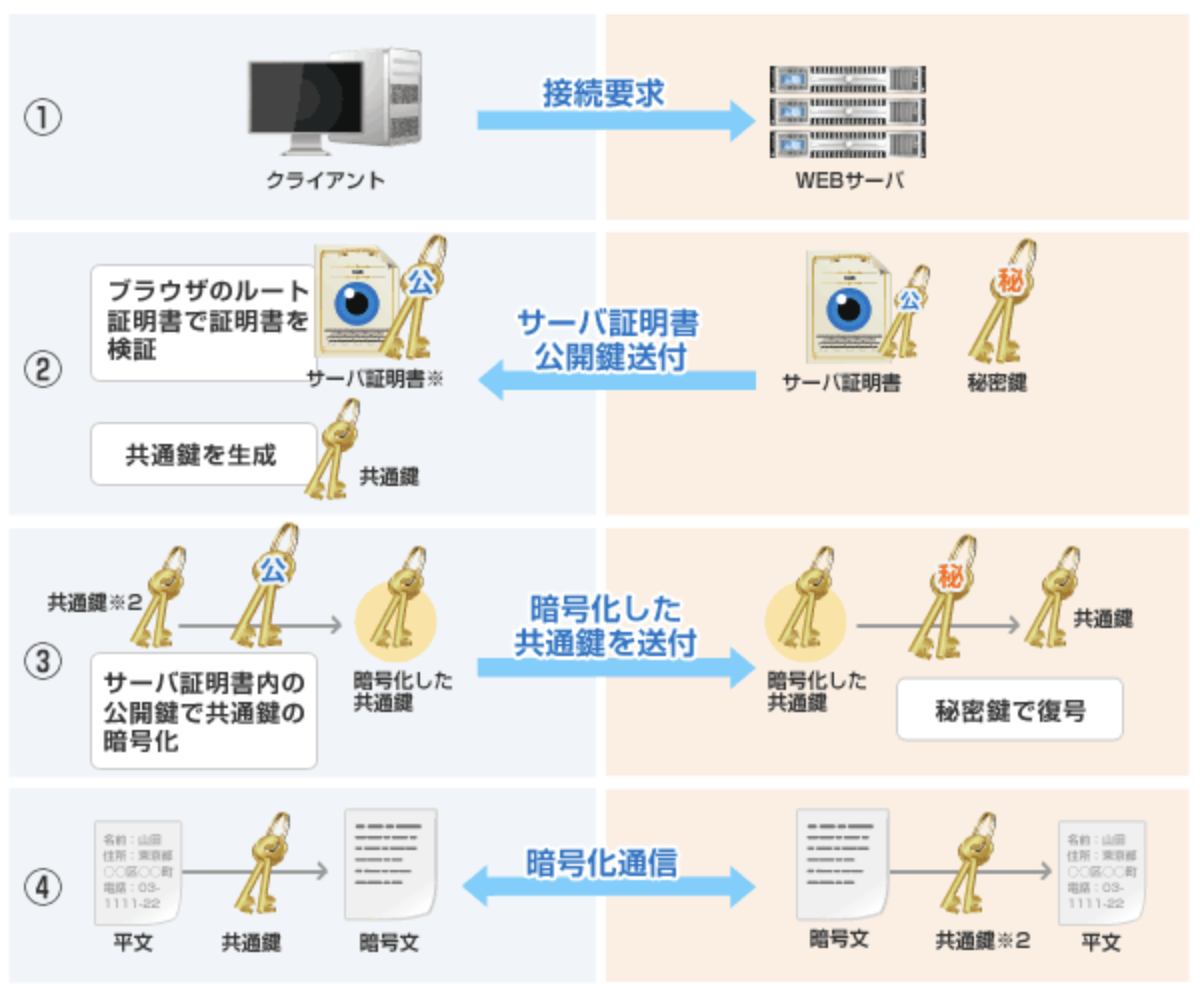 ①
接続要求
クライアント
WEBサーバ
②
ブラウザのルート
証明書で証明書を
検証
公
サーバ証明書※
共通鍵を生成
共通鍵
サーバ証明書
公開鍵送付
公
サーバ証明書
秘
秘密鍵
③
共通鍵※2
公
サーバ証明書内の
公開鍵で共通鍵の
暗号化
暗号化した
共通鍵
暗号化した
共通鍵を送付
暗号化した
共通鍵
秘
共通鍵
秘密鍵で復号
④
名前：山田
住所：東京都
〇〇区〇〇町
電話：03-
1111-22
平文
共通鍵
暗号文
暗号化通信
暗号文
共通鍵※2
名前：山田
住所：東京都
〇〇区〇〇町
電話：03-
1111-22
平文